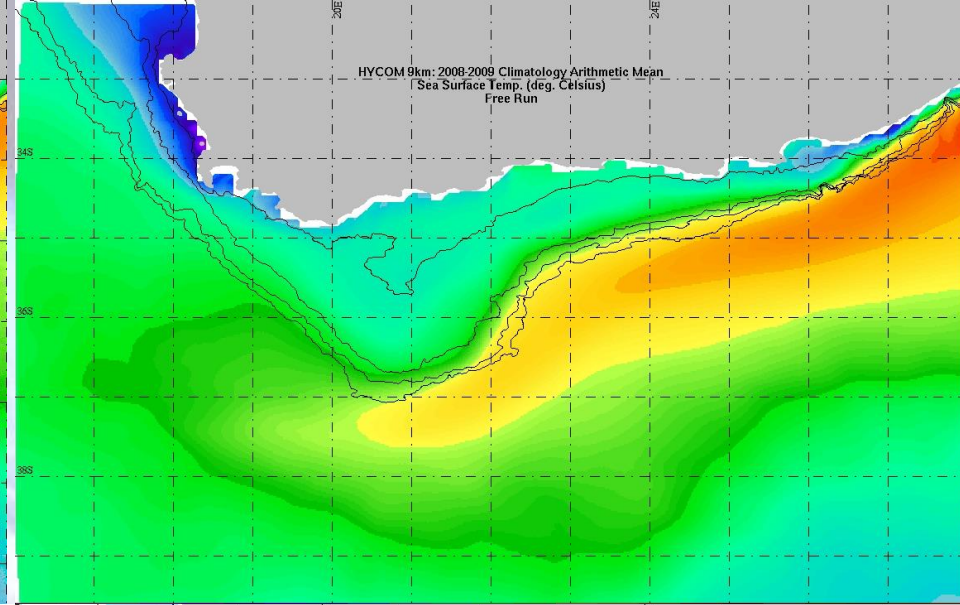 20E
24E
HYCOM 9km: 2008-2009 Climatology Arithmetic Mean
Sea Surface Temp. (deg. Celsius)
Free Run
34S
36S
38S